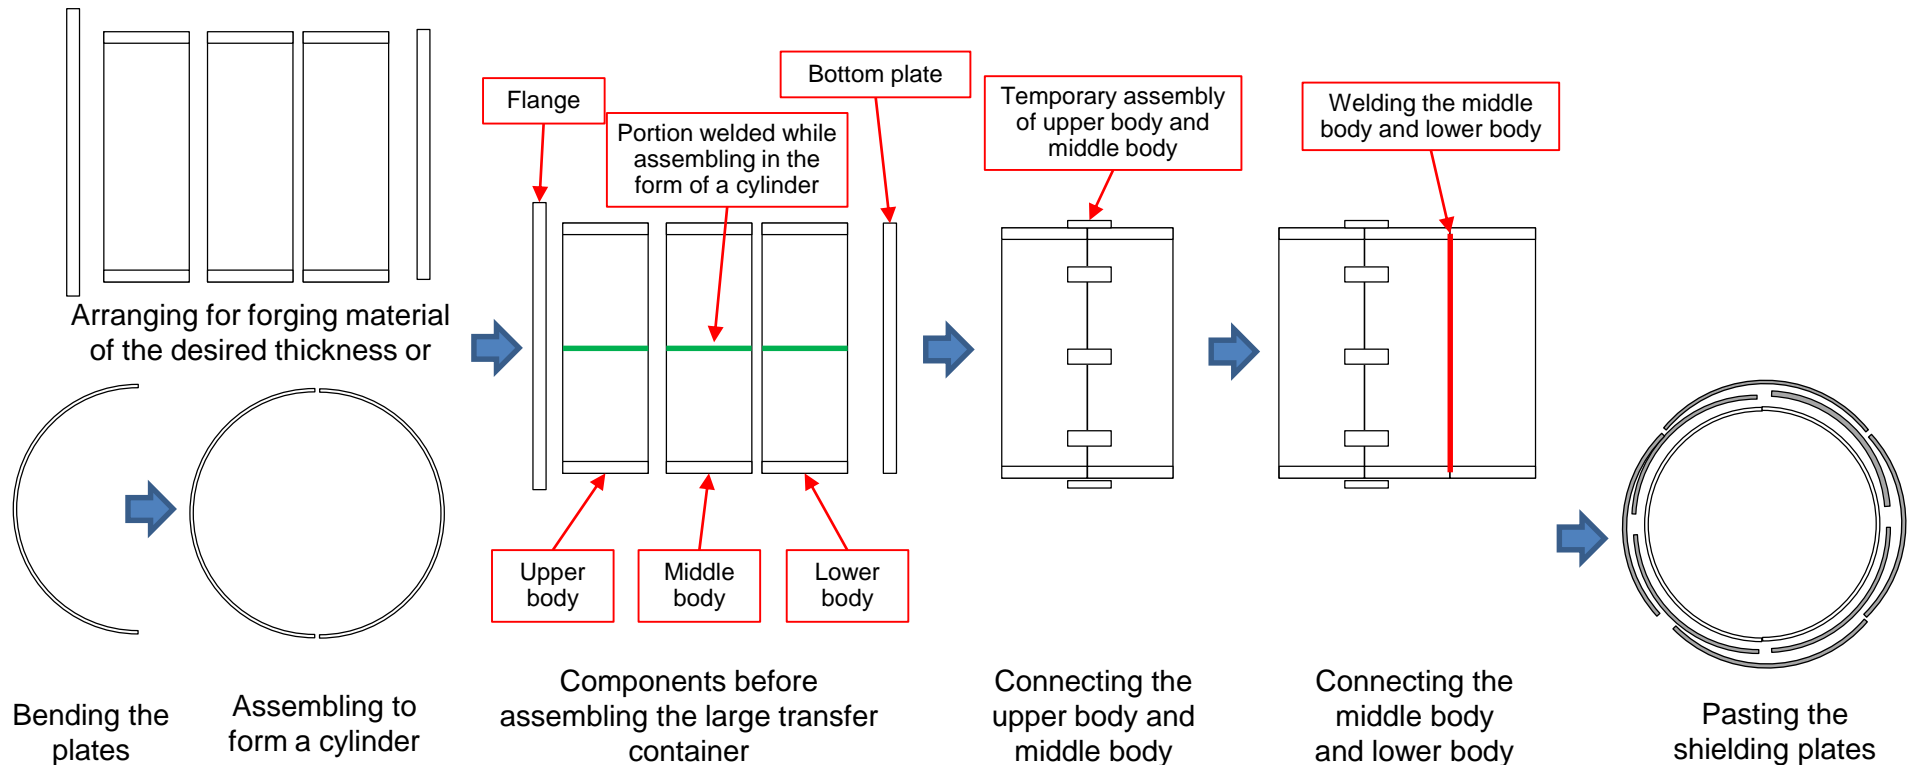 Flange
Portion welded while
assembling in the
form of a cylinder
Bottom plate
Temporary assembly
of upper body and
middle body
Welding the middle
body and lower body
Arranging for forging material
of the desired thickness or
Upper
body
Middle
body
Lower
body
Bending the
plates
Assembling to
form a cylinder
Components before
assembling the large transfer
container
Connecting the
upper body and
middle body
Connecting the
middle body
and lower body
Pasting the
shielding plates